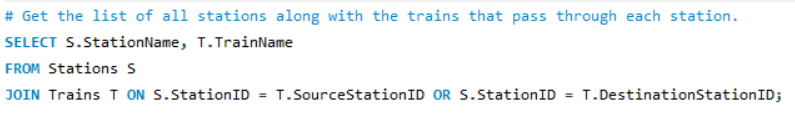 # Get the list of all stations along with the trains that pass through each station.
SELECT S.StationName, T.TrainName
FROM Stations S
JOIN Trains T ON S.StationID = T.SourceStationID OR S.StationID = T.DestinationStationID;